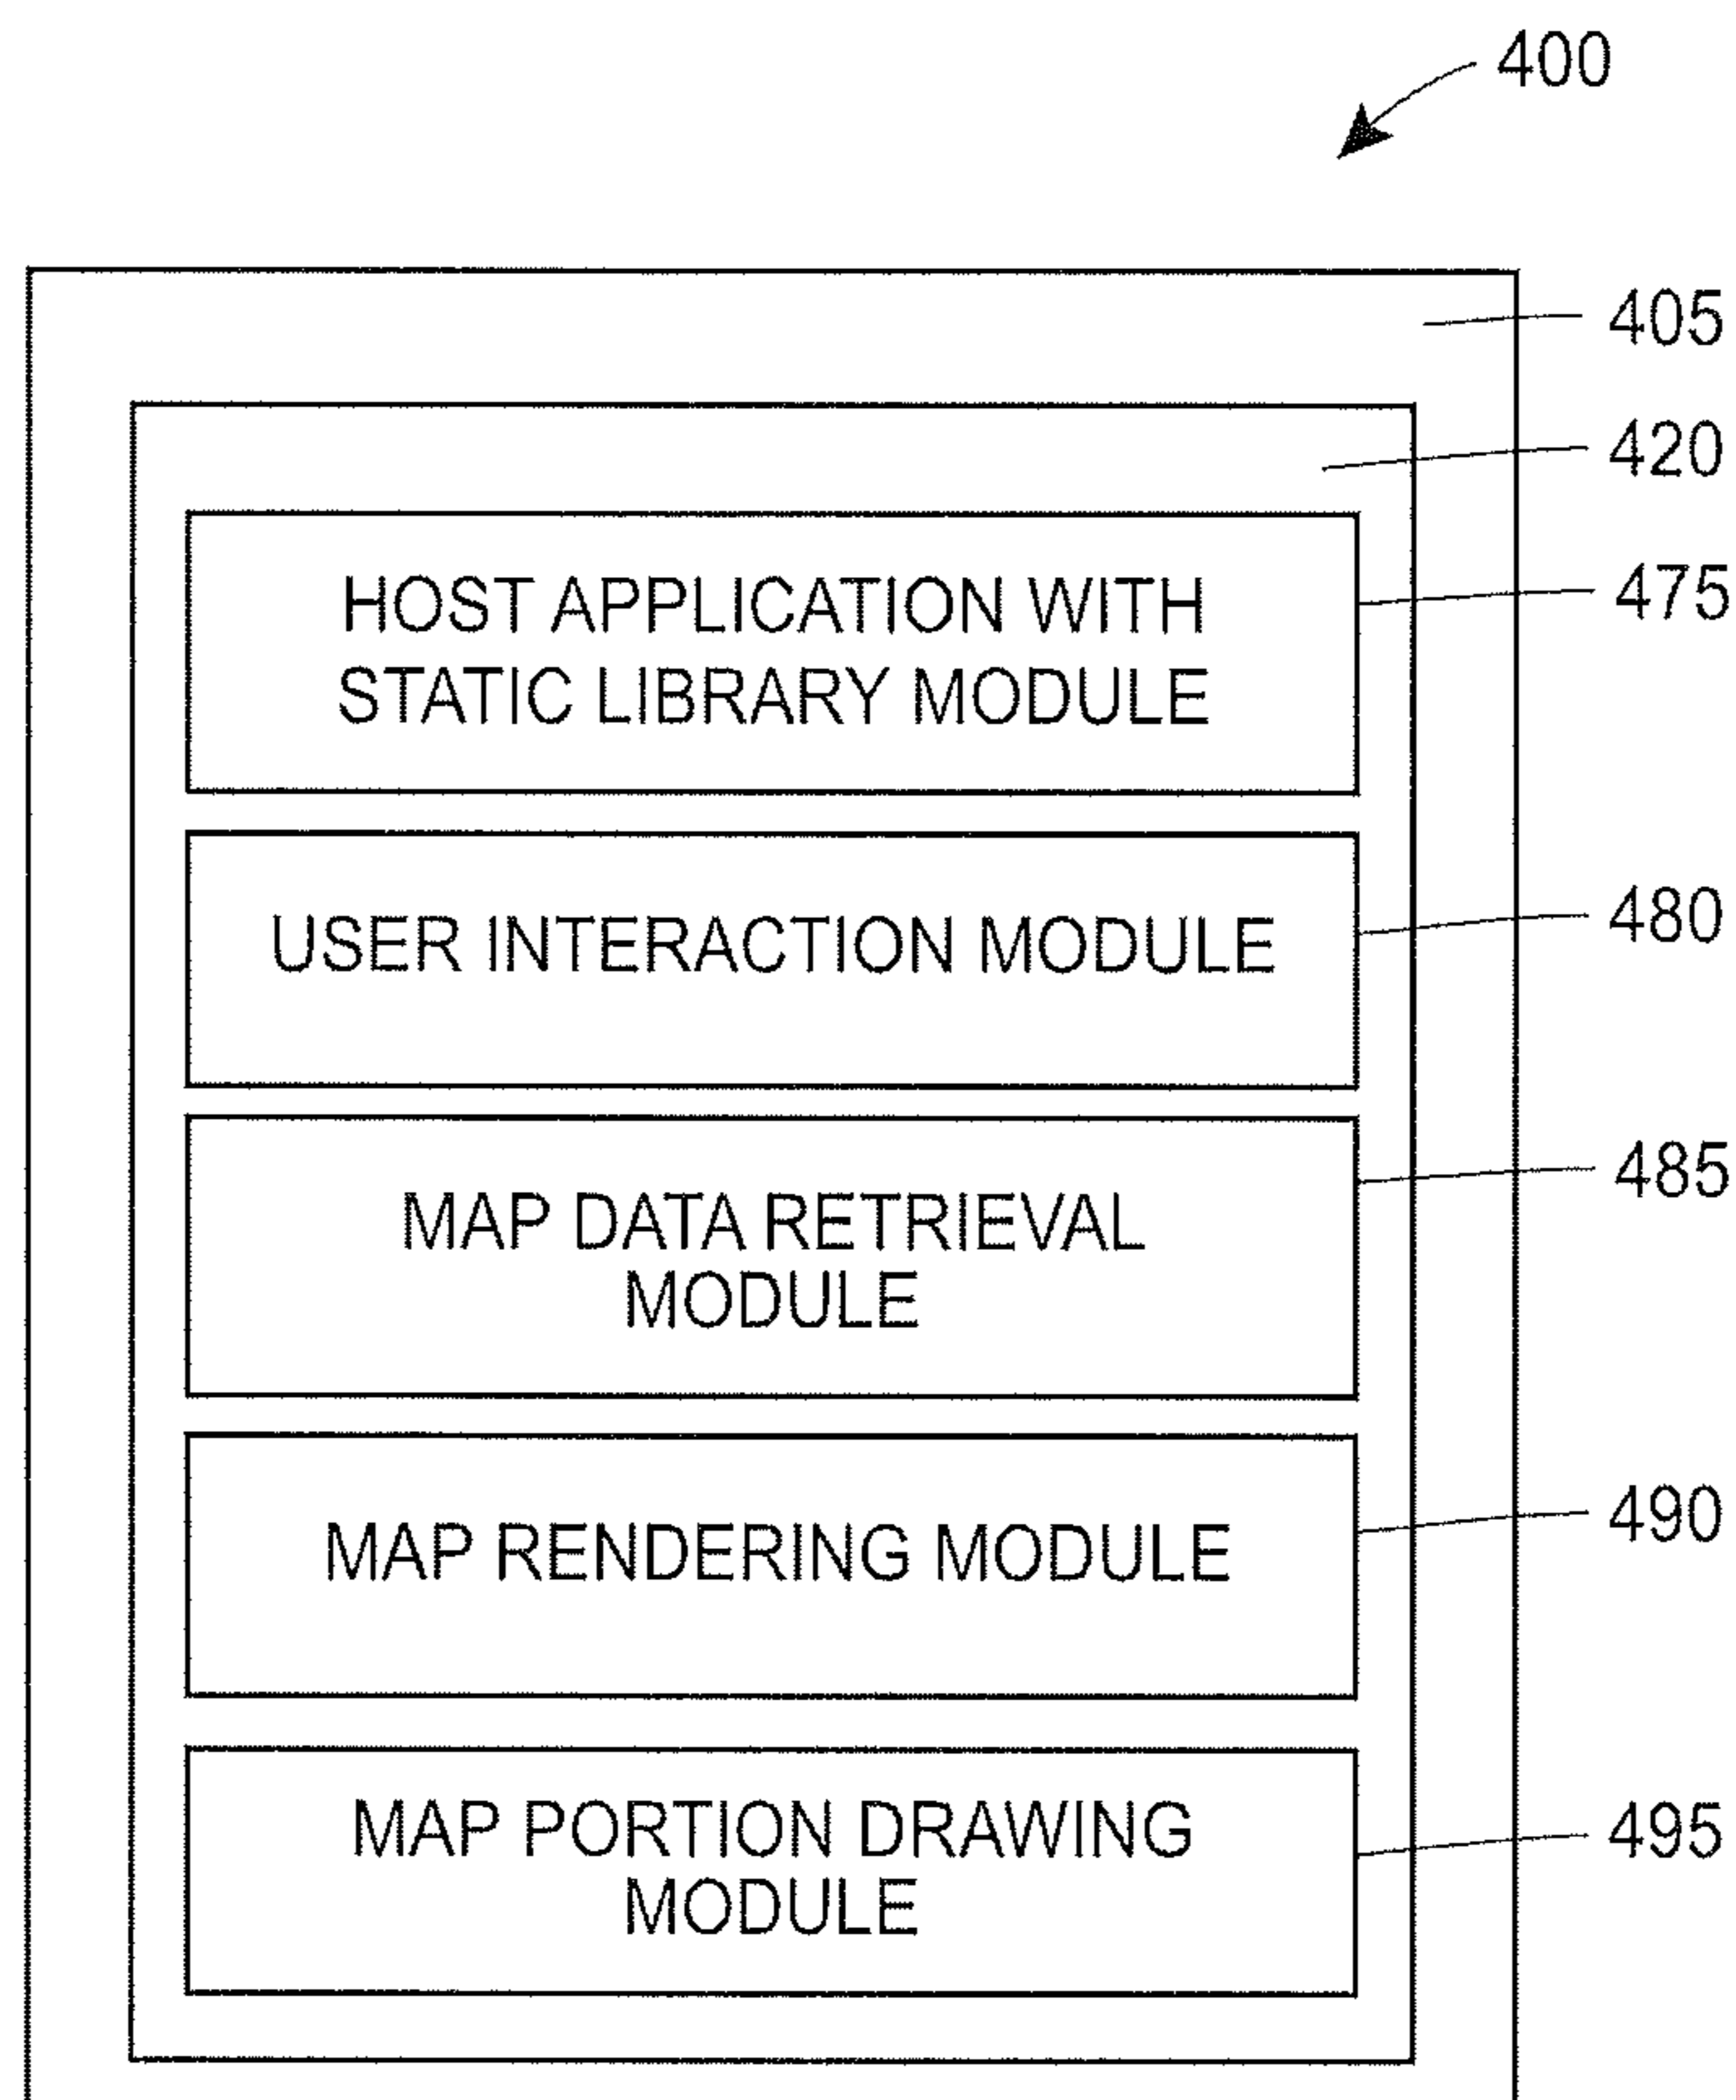 400
405
420
HOST APPLICATION WITH
STATIC LIBRARY MODULE
475
USER INTERACTION MODULE
480
MAP DATA RETRIEVAL
MODULE
485
MAP RENDERING MODULE
490
MAP PORTION DRAWING
MODULE
495